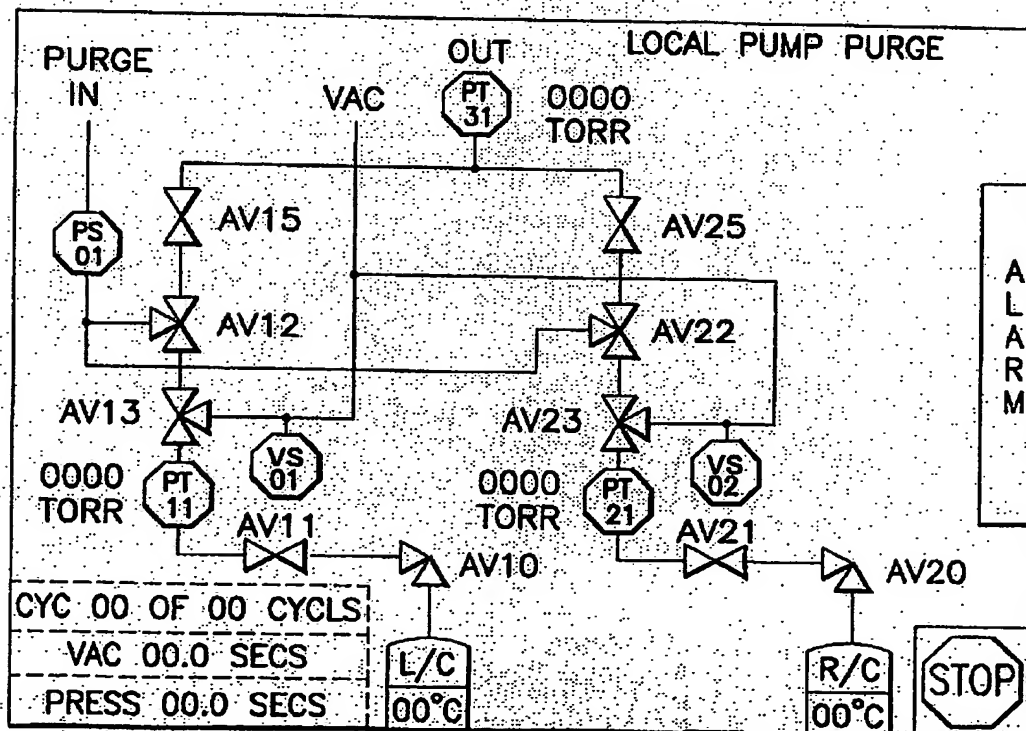 LOCAL PUMP PURGE
PURGE
IN
VAC
OUT
PT
31
0000
TORR
PS
01
AV15
AV25
AV12
AV22
AV13
AV23
VS
01
VS
02
0000
TORR
PT
11
0000
TORR
PT
21
AV11
AV10
AV21
AV20
ALARM
CYC 00 OF 00 CYCLS
VAC 00.0 SECS
PRESS 00.0 SECS
L/C
00°C
R/C
00°C
STOP